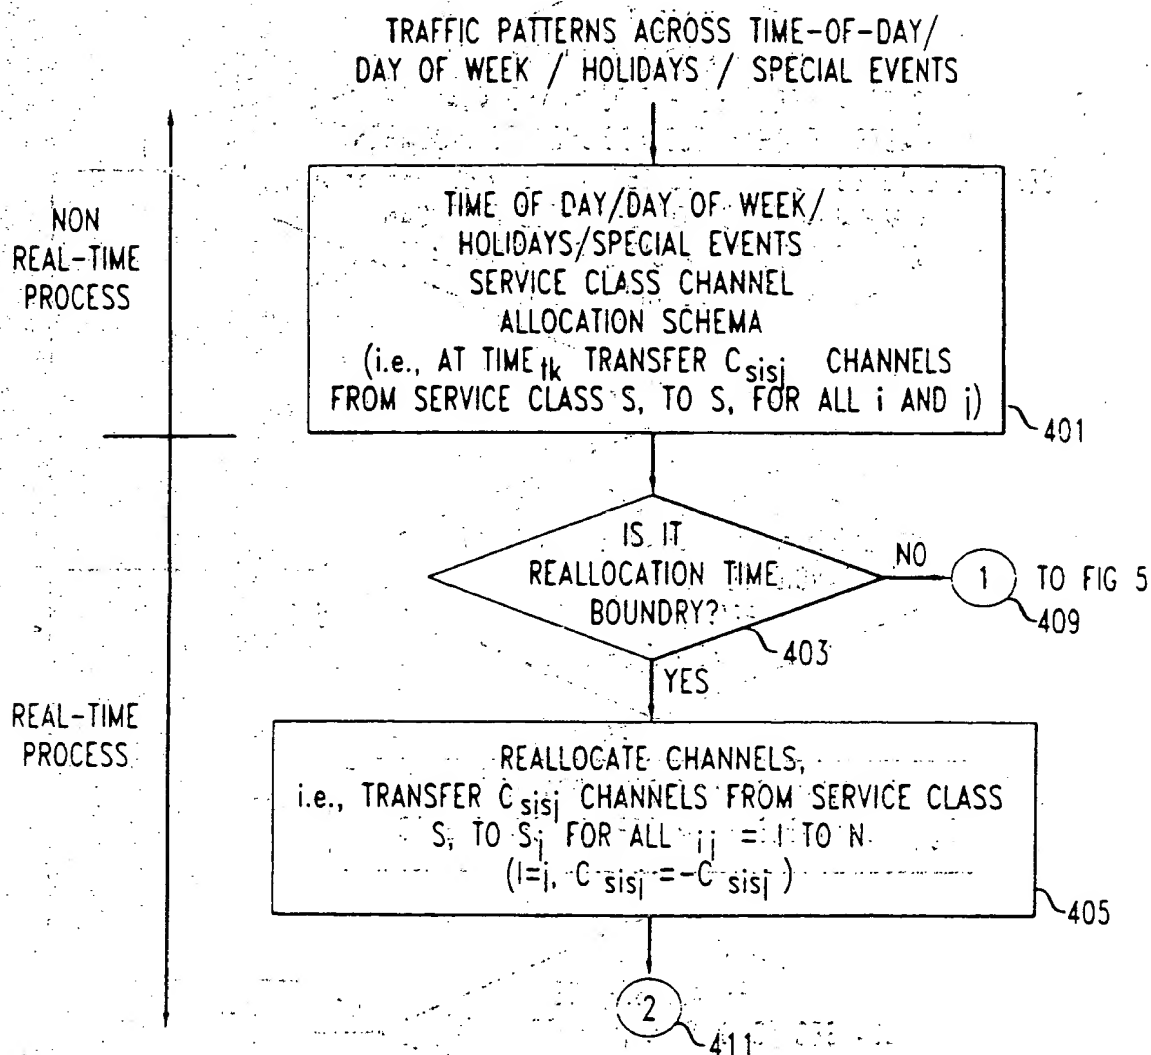 TRAFFIC PATTERNS ACROSS TIME-OF-DAY/
DAY OF WEEK / HOLIDAYS / SPECIAL EVENTS
NON
REAL-TIME
PROCESS
TIME OF DAY/DAY OF WEEK/
HOLIDAYS/SPECIAL EVENTS
SERVICE CLASS CHANNEL
ALLOCATION SCHEMA
(i.e., AT TIME tk TRANSFER C sisj CHANNELS
FROM SERVICE CLASS S, TO S, FOR ALL i AND j)
401
IS IT
REALLOCATION TIME
BOUNDRY?
403
NO
1
TO FIG 5
409
YES
REAL-TIME
PROCESS
REALLOCATE CHANNELS,
i.e., TRANSFER C sisj CHANNELS FROM SERVICE CLASS
S, TO Sj FOR ALL ij = I TO N
(I=j, C sisj =-C sisj )
405
2
411